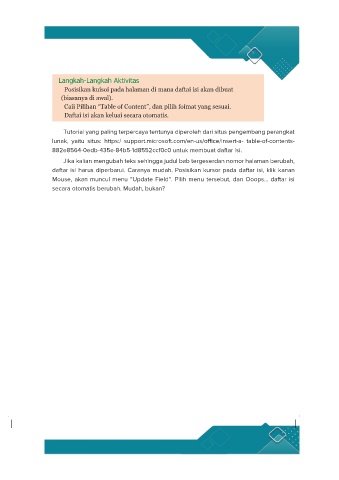 Langkah-Langkah Aktivitas
Posisikan kursor pada halaman di mana daftar isi akan dibuat
(biasanya di awal).
Cari Pilihan "Table of Content", dan pilih format yang sesuai.
Daftar isi akan keluar secara otomatis.
Tutorial yang paling terpercaya tentunya diperoleh dari situs pengembang perangkat
lunak, yaitu situs: https:/ support.microsoft.com/en-us/office/insert-a- table-of-contents-
882e8564-0edb-435e-84b5-1d8552ccf0c0 untuk membuat daftar isi.
Jika kalian mengubah teks sehingga judul bab tergeserdan nomor halaman berubah,
daftar isi harus diperbarui. Caranya mudah. Posisikan kursor pada daftar isi, klik kanan
Mouse, akan muncul menu "Update Field". Pilih menu tersebut, dan Ooops... daftar isi
secara otomatis berubah. Mudah, bukan?